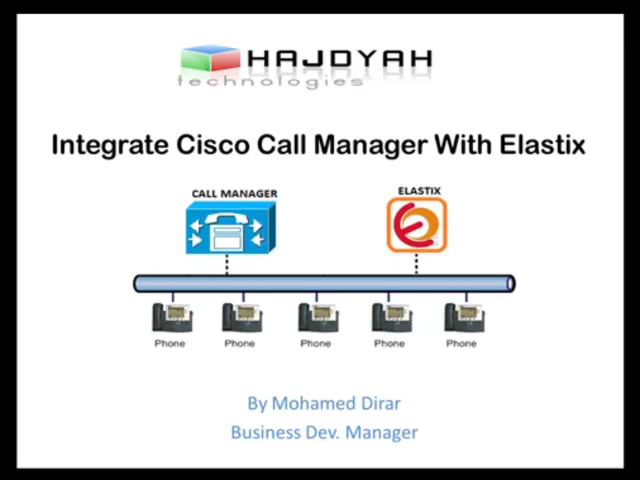 HAJDYAH
technologies
Integrate Cisco Call Manager With Elastix
CALL MANAGER
ELASTIX
Phone Phone Phone Phone Phone
By Mohamed Dirar
Business Dev. Manager